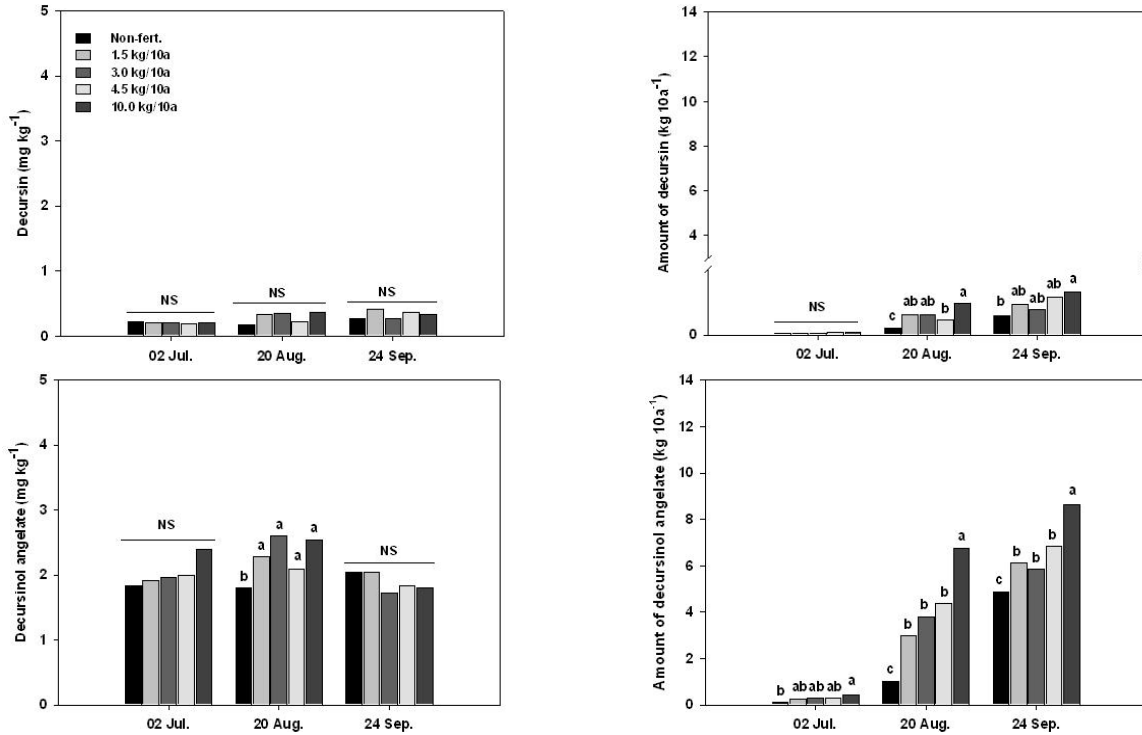 Decursin (mg kg⁻¹)
5
4
3
2
1
0
Non-fert.
1.5 kg/10a
3.0 kg/10a
4.5 kg/10a
10.0 kg/10a
NS
NS
NS
02 Jul.
20 Aug.
24 Sep.
Amount of decursin (kg 10a⁻¹)
14
12
10
8
6
4
0
NS
c ab ab b a
b ab ab ab a
02 Jul.
20 Aug.
24 Sep.
Decursinol angelate (mg kg⁻¹)
5
4
3
2
1
0
NS
b a a a a
NS
02 Jul.
20 Aug.
24 Sep.
Amount of decursinol angelate (kg 10a⁻¹)
14
12
10
8
6
4
2
0
b ab ab ab a
c b b b a
c b b b a
02 Jul.
20 Aug.
24 Sep.